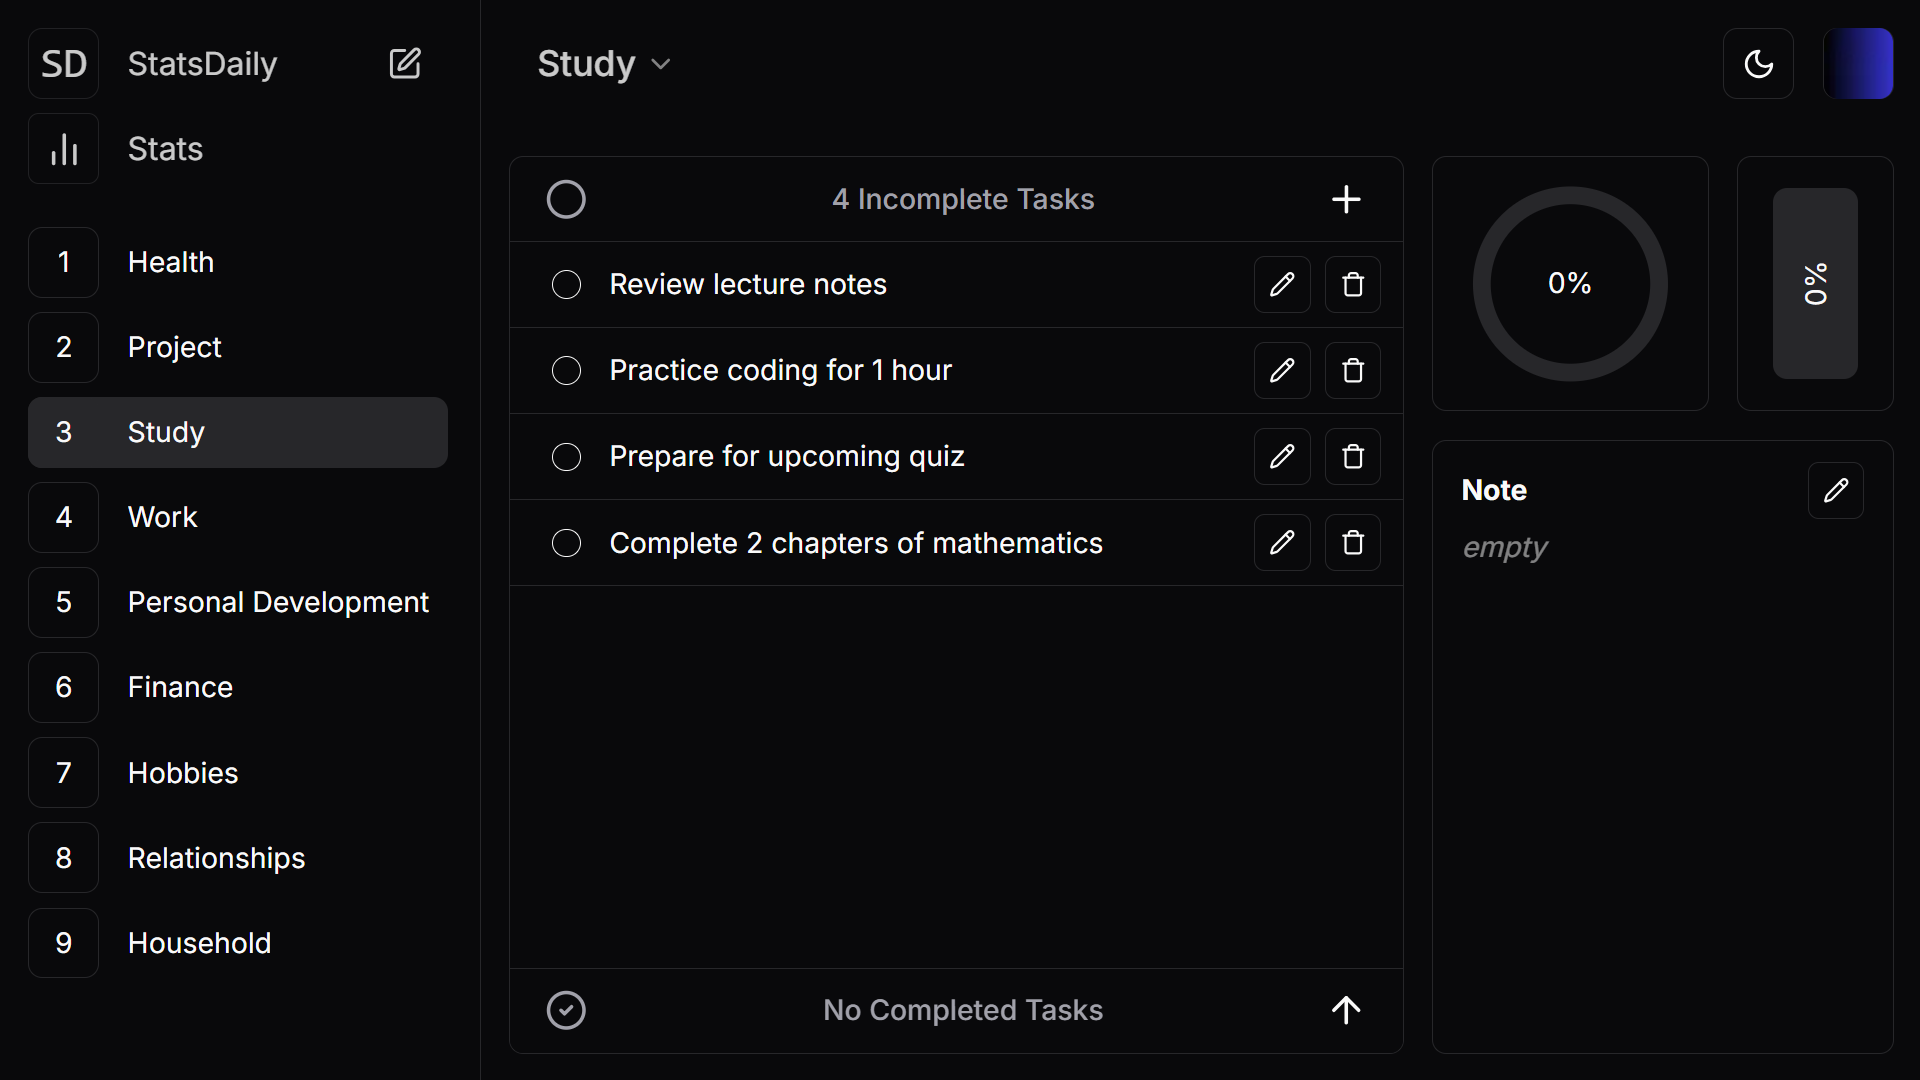 SD StatsDaily
Stats
1 Health
2 Project
3 Study
4 Work
5 Personal Development
6 Finance
7 Hobbies
8 Relationships
9 Household
Study
4 Incomplete Tasks
Review lecture notes
Practice coding for 1 hour
Prepare for upcoming quiz
Complete 2 chapters of mathematics
No Completed Tasks
0%
0%
Note
empty